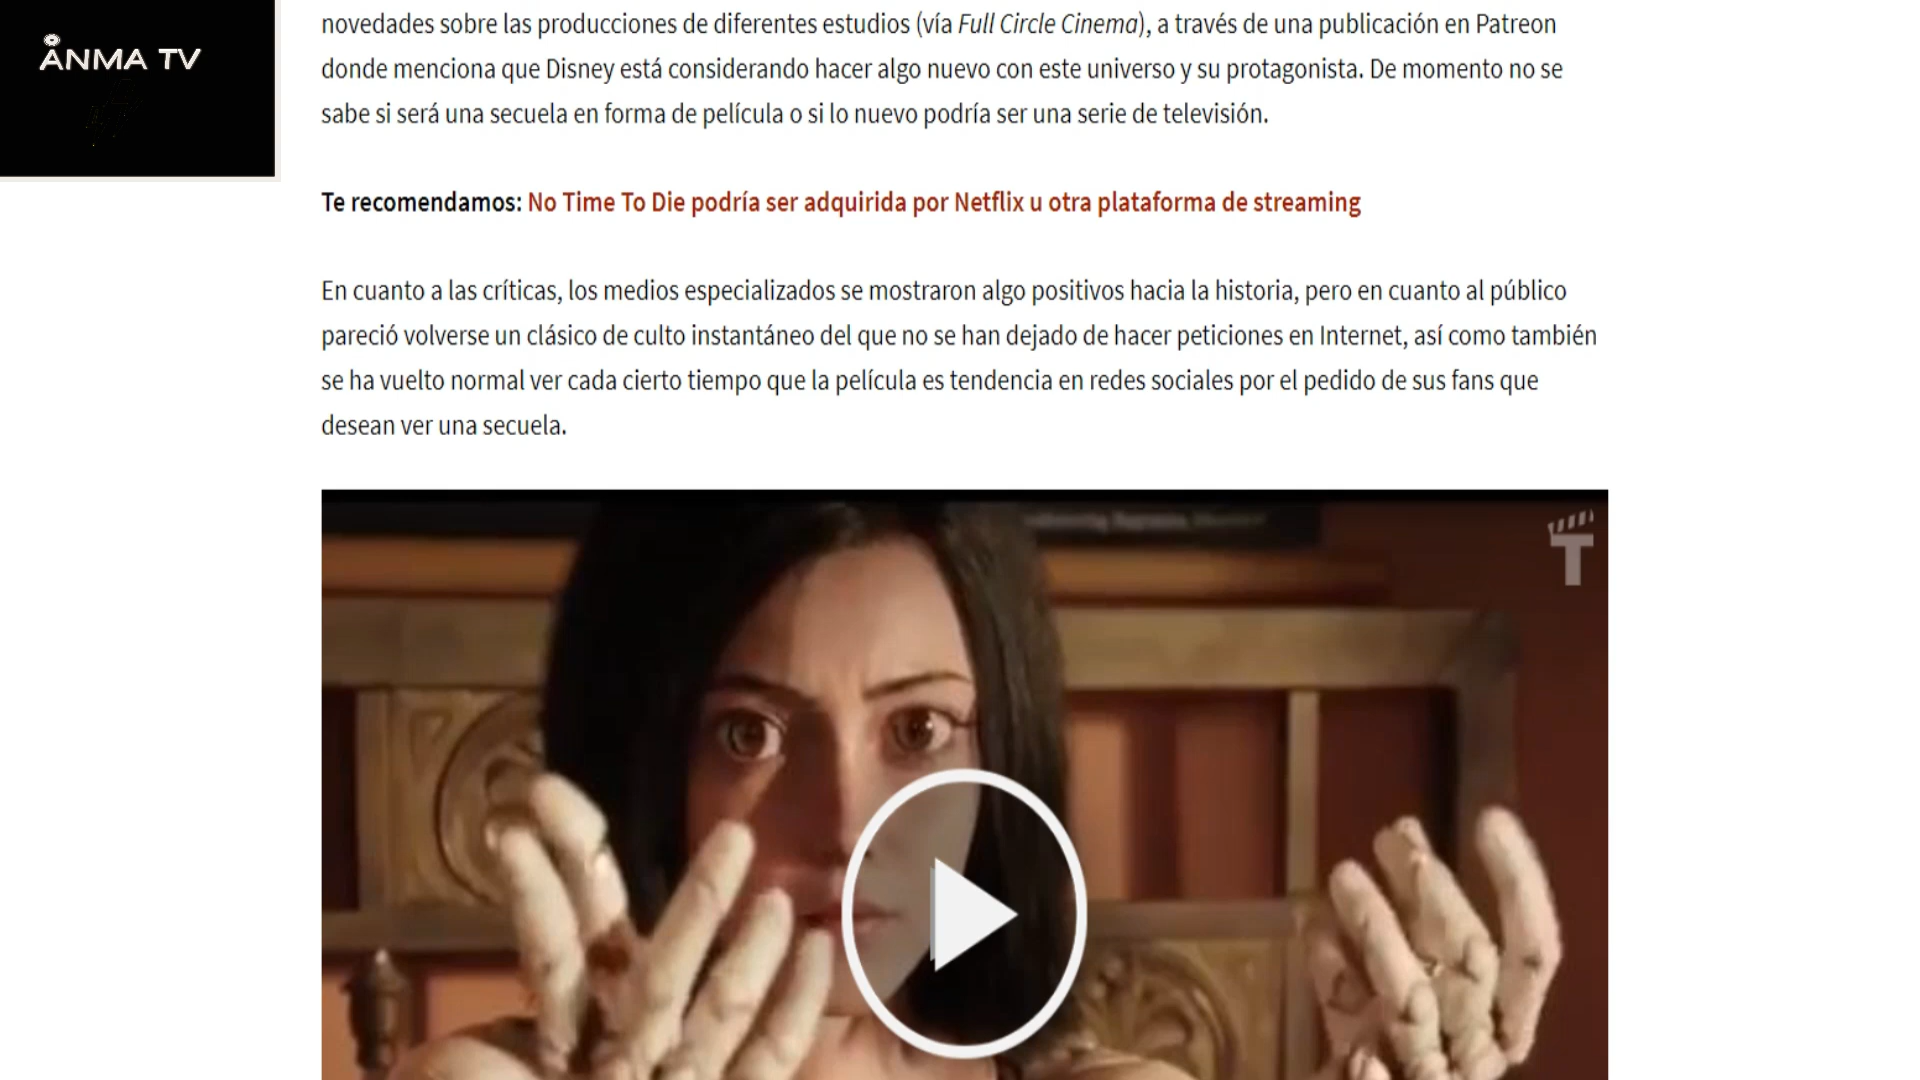 ANMA TV
novedades sobre las producciones de diferentes estudios (vía Full Circle Cinema), a través de una publicación en Patreon
donde menciona que Disney está considerando hacer algo nuevo con este universo y su protagonista. De momento no se
sabe si será una secuela en forma de película o si lo nuevo podría ser una serie de televisión.
Te recomendamos: No Time To Die podría ser adquirida por Netflix u otra plataforma de streaming
En cuanto a las críticas, los medios especializados se mostraron algo positivos hacia la historia, pero en cuanto al público
pareció volverse un clásico de culto instantáneo del que no se han dejado de hacer peticiones en Internet, así como también
se ha vuelto normal ver cada cierto tiempo que la película es tendencia en redes sociales por el pedido de sus fans que
desean ver una secuela.
T